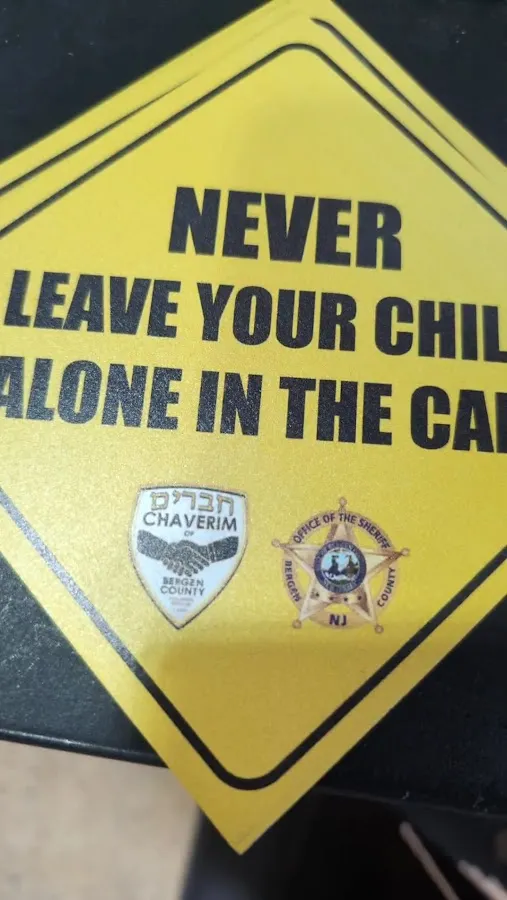 NEVER
LEAVE YOUR CHIL
ALONE IN THE CA
חברים
CHAVERIM
OF
BERGEN
COUNTY
OFFICE OF THE SHERIFF
BERGEN COUNTY
NJ